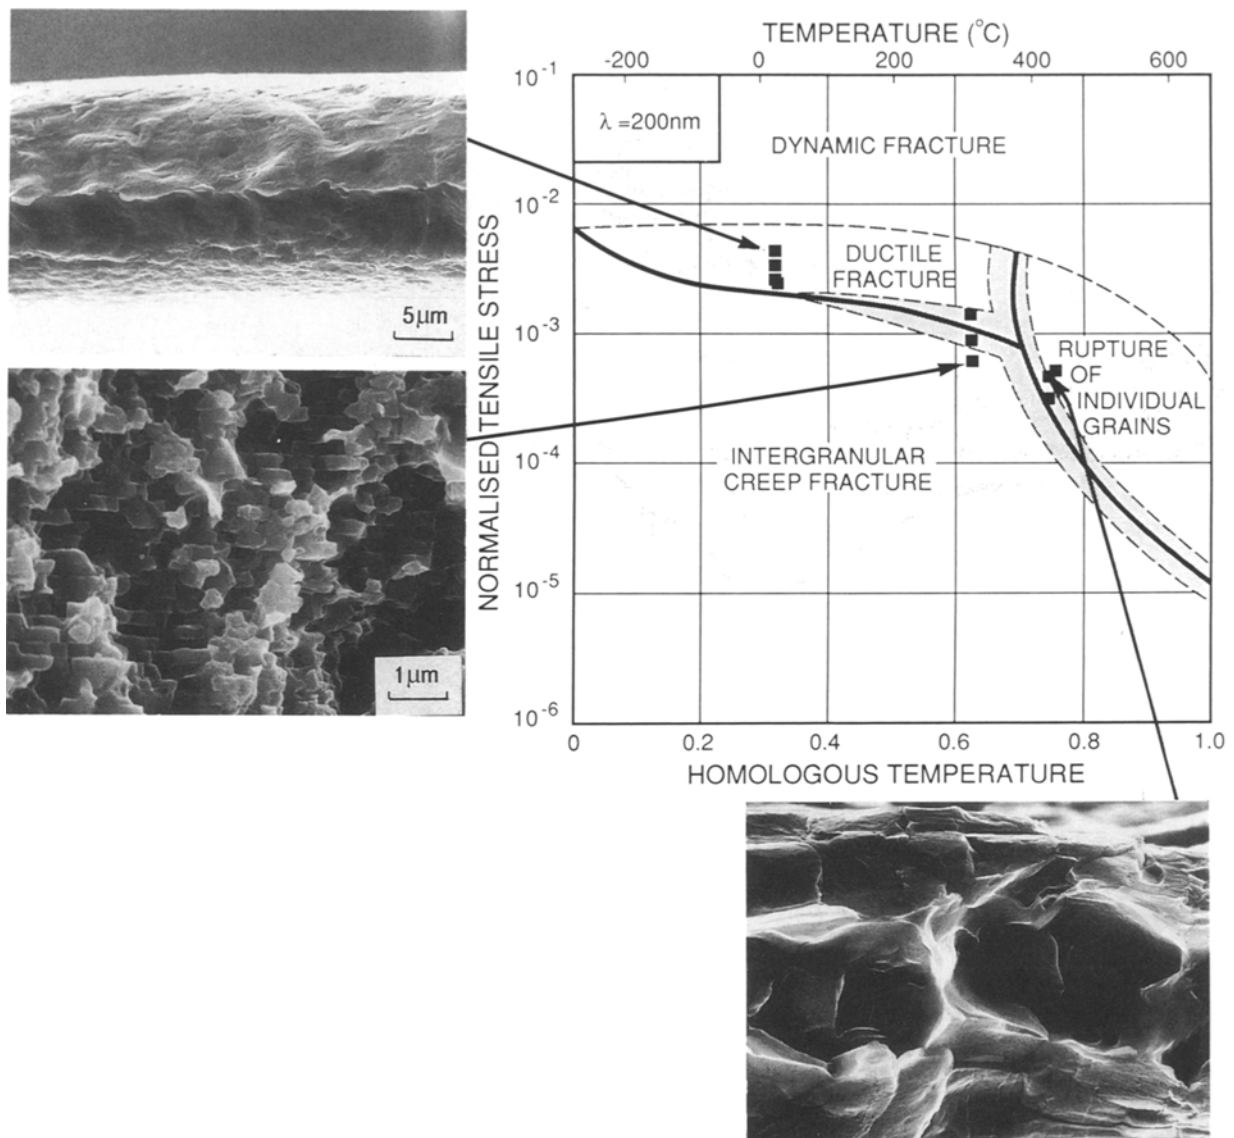 TEMPERATURE (°C)
-200 0 200 400 600
10⁻¹
λ =200nm
DYNAMIC FRACTURE
10⁻²
DUCTILE
FRACTURE
5μm
10⁻³
RUPTURE
OF
INDIVIDUAL
GRAINS
10⁻⁴
INTERGRANULAR
CREEP FRACTURE
10⁻⁵
1μm
10⁻⁶
NORMALISED TENSILE STRESS
0 0.2 0.4 0.6 0.8 1.0
HOMOLOGOUS TEMPERATURE